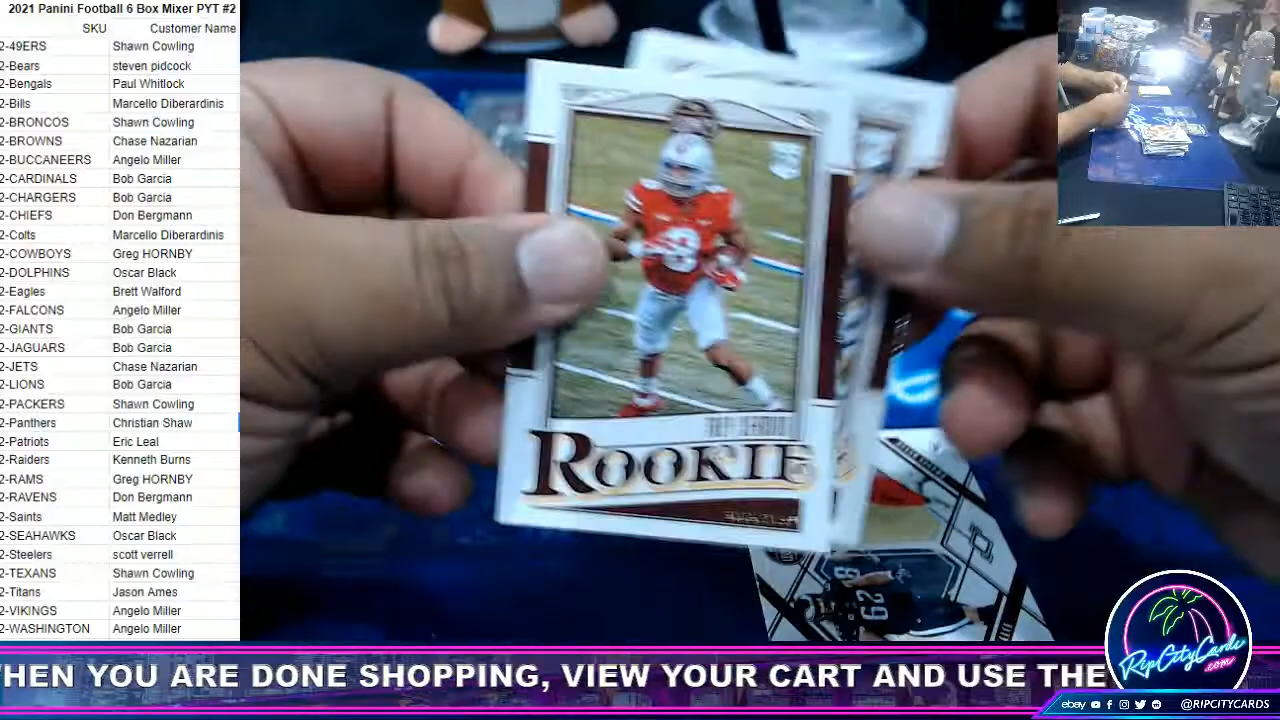 2021 Panini Football 6 Box Mixer PYT #2
SKU Customer Name
2-49ERS Shawn Cowling
2-Bears steven pidcock
2-Bengals Paul Whitlock
2-Bills Marcello Diberardinis
2-BRONCOS Shawn Cowling
2-BROWNS Chase Nazarian
2-BUCCANEERS Angelo Miller
2-CARDINALS Bob Garcia
2-CHARGERS Bob Garcia
2-CHIEFS Don Bergmann
2-Colts Marcello Diberardinis
2-COWBOYS Greg HORNBY
2-DOLPHINS Oscar Black
2-Eagles Brett Walford
2-FALCONS Angelo Miller
2-GIANTS Bob Garcia
2-JAGUARS Bob Garcia
2-JETS Chase Nazarian
2-LIONS Bob Garcia
2-PACKERS Shawn Cowling
2-Panthers Christian Shaw
2-Patriots Eric Leal
2-Raiders Kenneth Burns
2-RAMS Greg HORNBY
2-RAVENS Don Bergmann
2-Saints Matt Medley
2-SEAHAWKS Oscar Black
2-Steelers scott verrell
2-TEXANS Shawn Cowling
2-Titans Jason Ames
2-VIKINGS Angelo Miller
2-WASHINGTON Angelo Miller
8
ROOKIE
29
HEN YOU ARE DONE SHOPPING, VIEW YOUR CART AND USE THE
RipCityCards
.com
ebay @RIPCITYCARDS